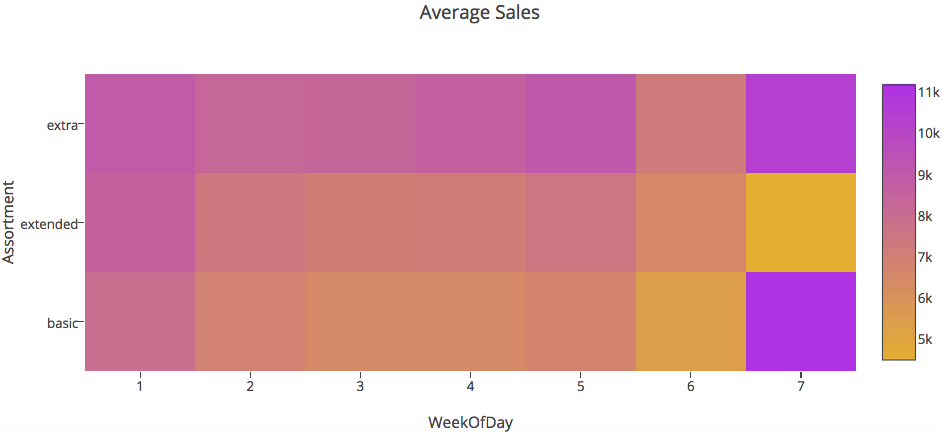 Average Sales
Assortment
extra
extended
basic
1 2 3 4 5 6 7
WeekOfDay
11k
10k
9k
8k
7k
6k
5k